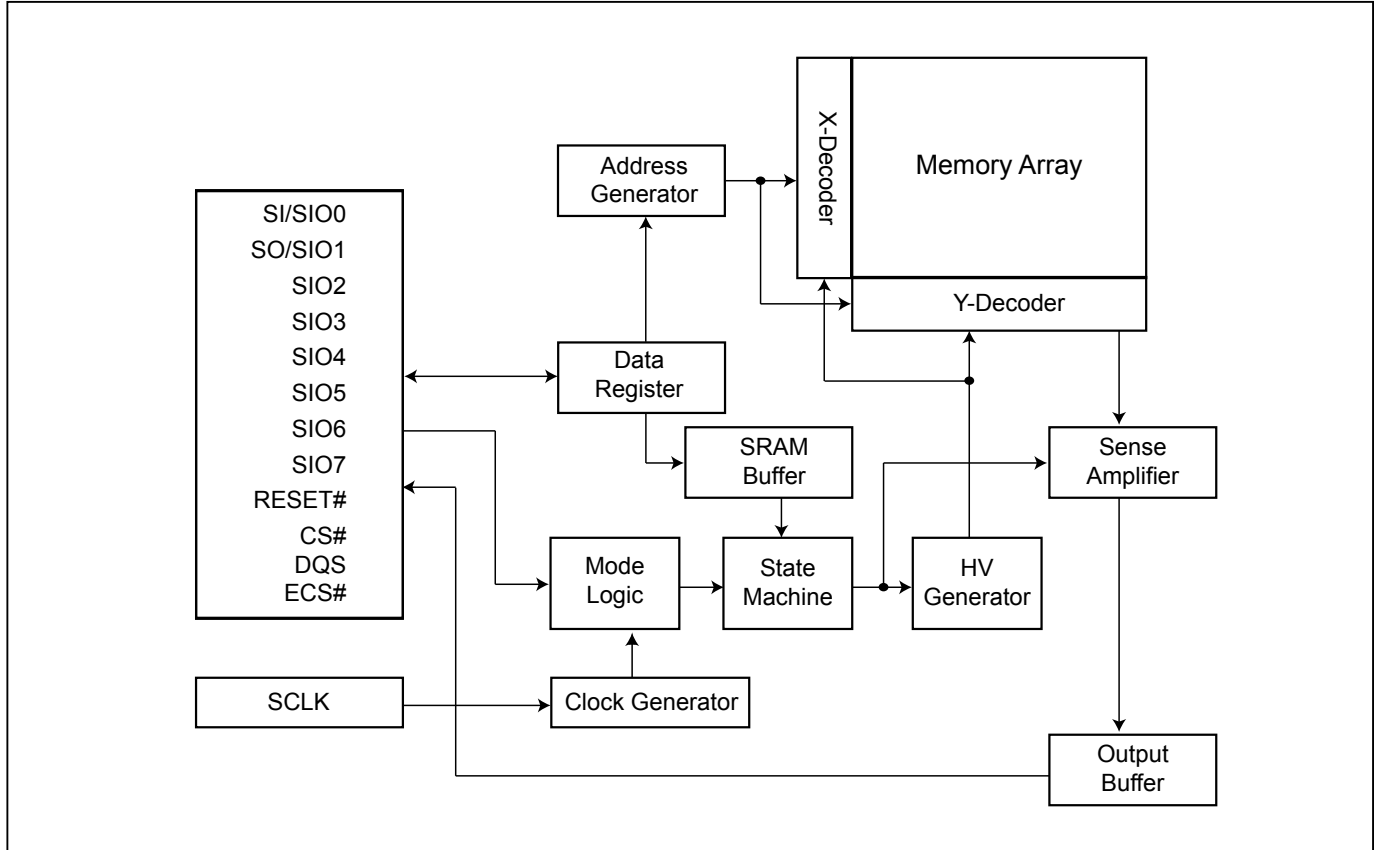 SI/SIO0
SO/SIO1
SIO2
SIO3
SIO4
SIO5
SIO6
SIO7
RESET#
CS#
DQS
ECS#
SCLK
Address
Generator
Data
Register
SRAM
Buffer
Mode
Logic
State
Machine
HV
Generator
Clock Generator
X-Decoder
Memory Array
Y-Decoder
Sense
Amplifier
Output
Buffer